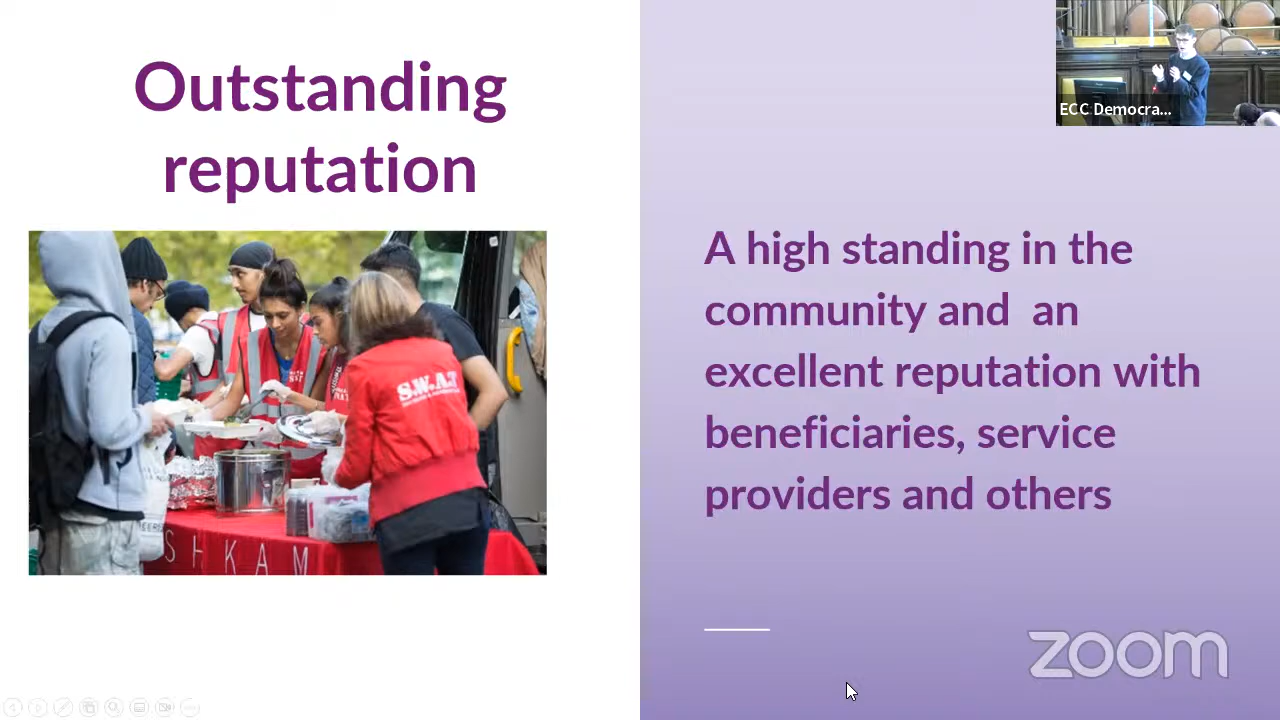 Outstanding
reputation
ECC Democra...
A high standing in the
community and  an
excellent reputation with
beneficiaries, service
providers and others
S.W.A.T
SHKAM
zoom